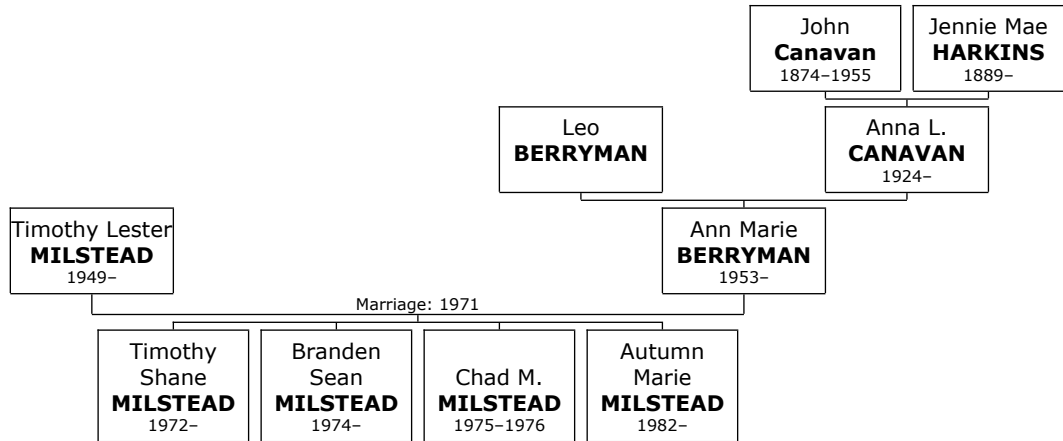 John
Canavan
1874–1955
Jennie Mae
HARKINS
1889–
Leo
BERRYMAN
Anna L.
CANAVAN
1924–
Timothy Lester
MILSTEAD
1949–
Ann Marie
BERRYMAN
1953–
Marriage: 1971
Timothy
Shane
MILSTEAD
1972–
Branden
Sean
MILSTEAD
1974–
Chad M.
MILSTEAD
1975–1976
Autumn
Marie
MILSTEAD
1982–